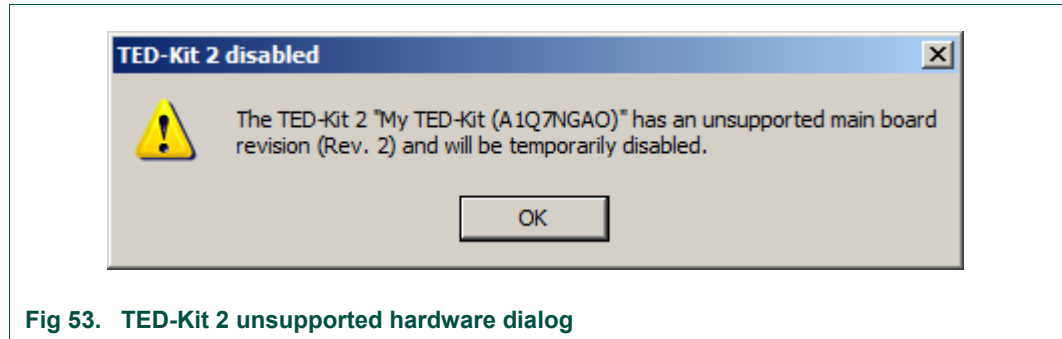 TED-Kit 2 disabled
The TED-Kit 2 "My TED-Kit (A1Q7NGAO)" has an unsupported main board
revision (Rev. 2) and will be temporarily disabled.
OK
Fig 53. TED-Kit 2 unsupported hardware dialog